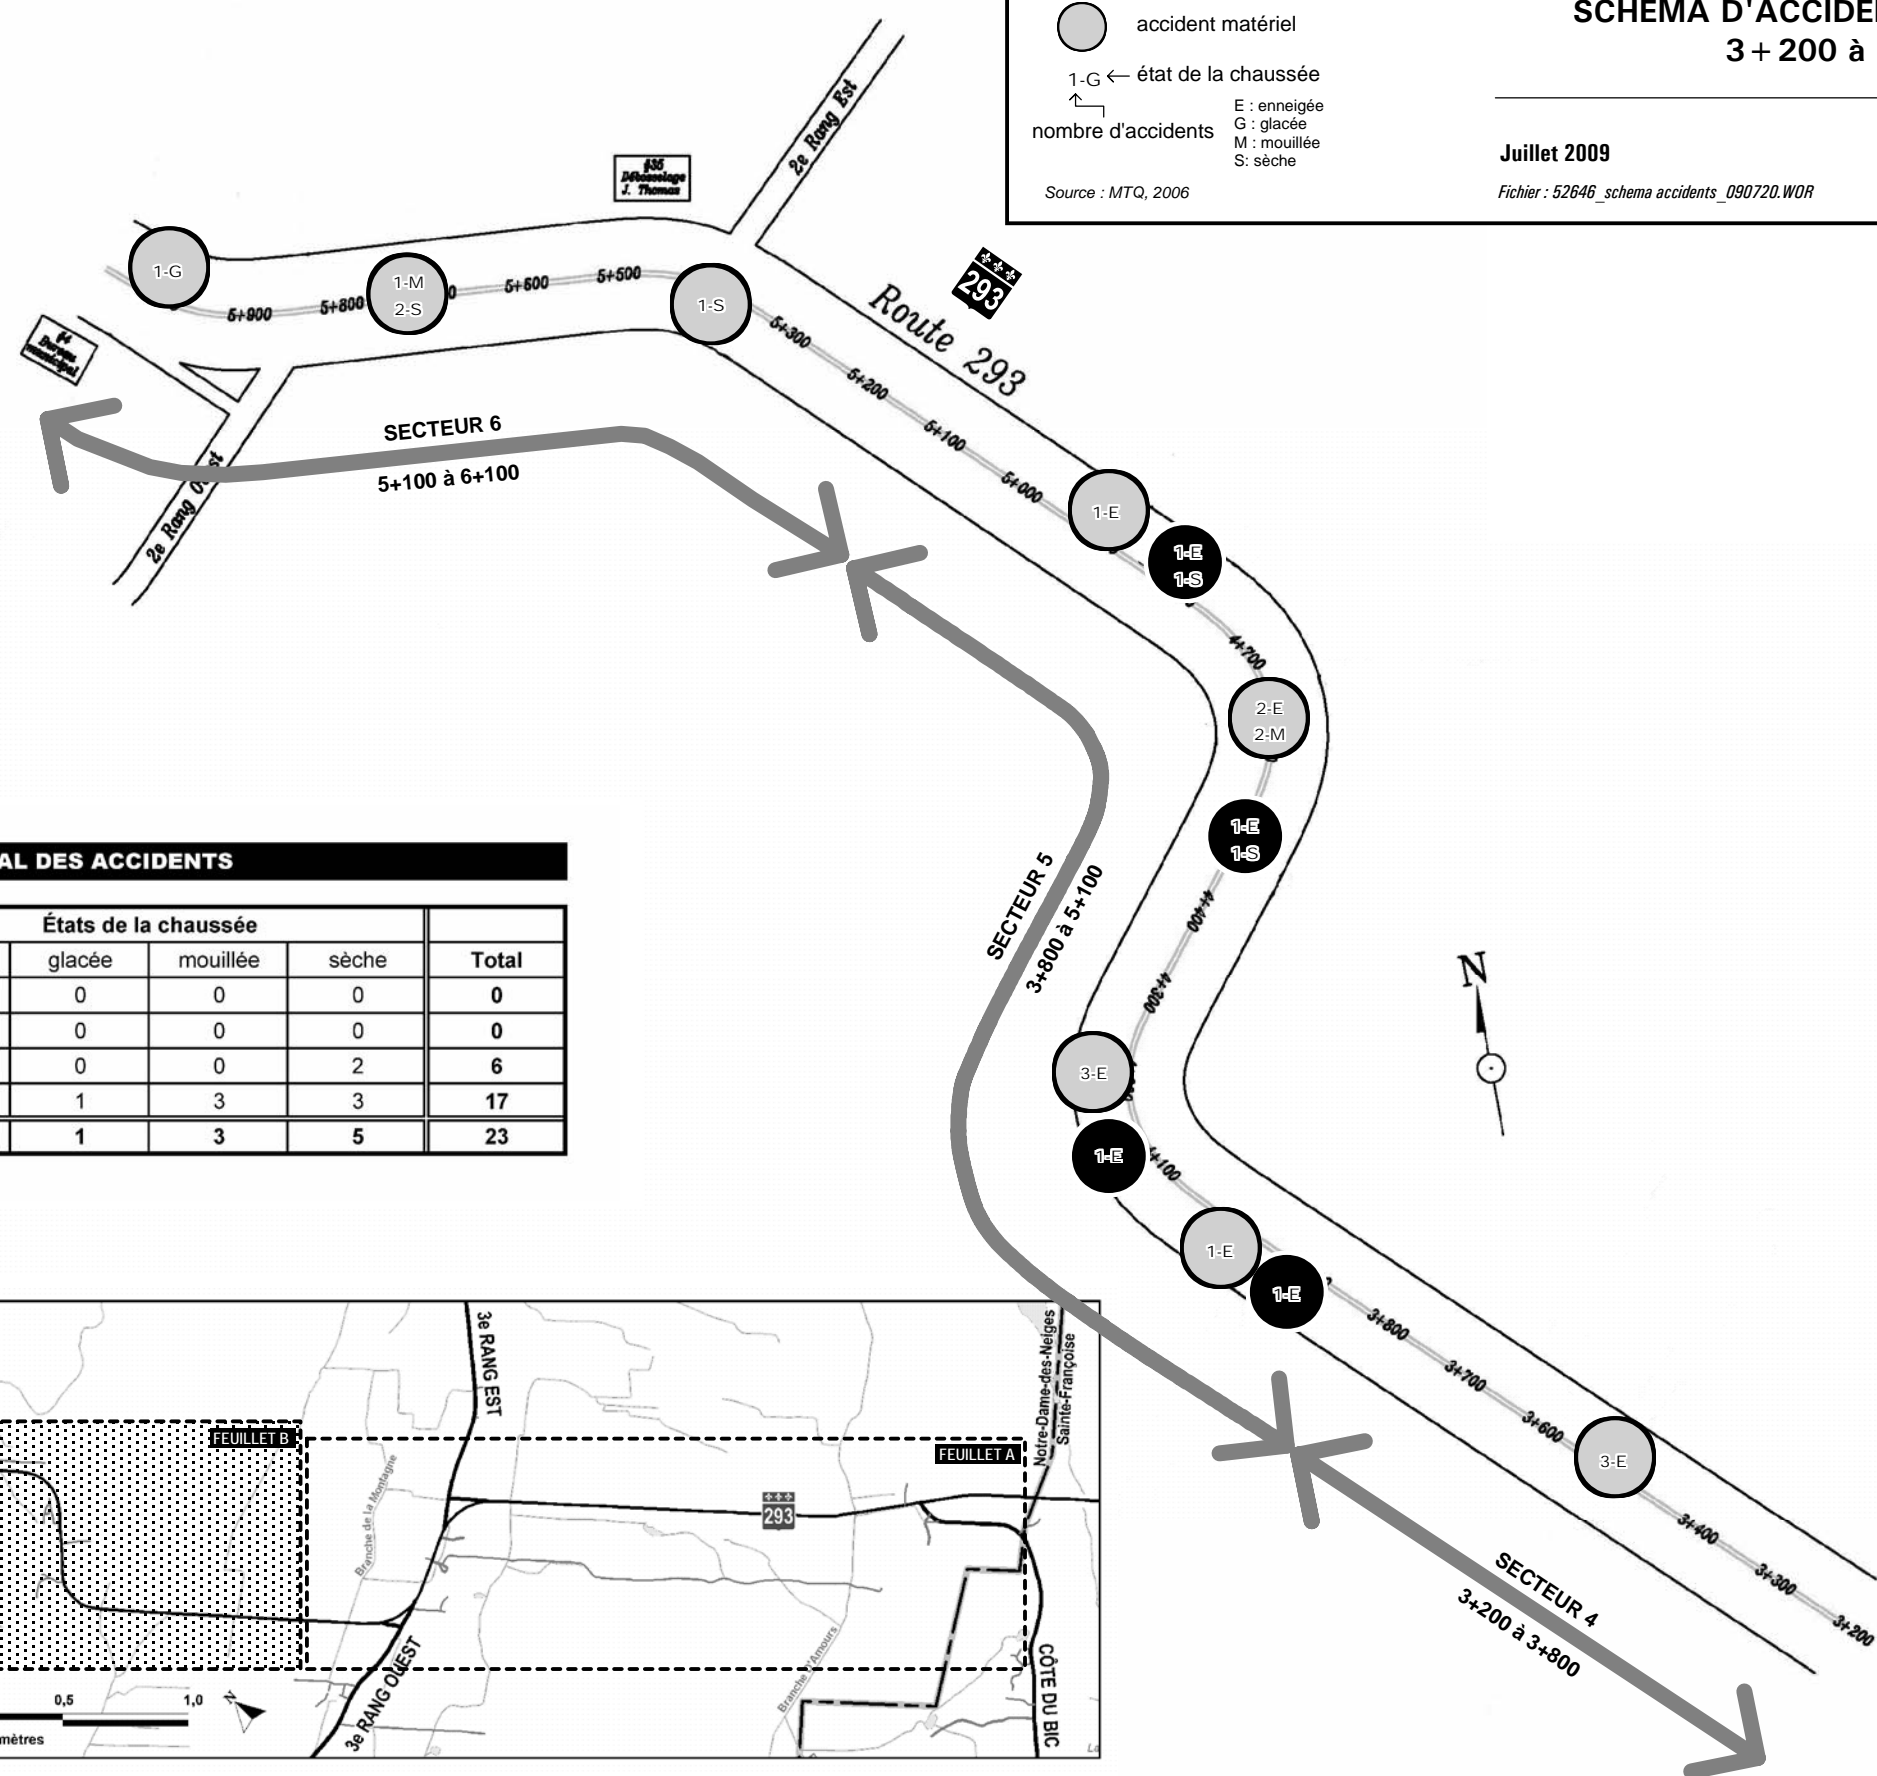 accident matériel
1-G ← état de la chaussée
nombre d'accidents
E : enneigée
G : glacée
M : mouillée
S: sèche
Source : MTQ, 2006
SCHEMA D'ACCIDE
3+200 à
Juillet 2009
Fichier : 52646_schema accidents_090720.WOR
2e Rang Est
#35
Débosselage
J. Thomas
293
Route 293
1-G
5+900
5+800
1-M
2-S
0
5+600
5+500
1-S
5+300
5+200
5+100
5+000
#4
Bureau
municipal
SECTEUR 6
5+100 à 6+100
2e Rang O
st
1-E
1-E
1-S
4+700
2-E
2-M
1-E
1-S
4+400
4+300
SECTEUR 5
3+800 à 5+100
3-E
1-E
+100
1-E
1-E
3+800
3+700
3+600
3-E
3+400
3+300
3+200
SECTEUR 4
3+200 à 3+800
N
AL DES ACCIDENTS
États de la chaussée
glacée mouillée sèche Total
0 0 0 0
0 0 0 0
0 0 2 6
1 3 3 17
1 3 5 23
3e RANG EST
Notre-Dame-des-Neiges
Sainte-Françoise
FEUILLET B
FEUILLET A
Branche de La Montagne
293
Branche D'Amours
3e RANG OUEST
CÔTE DU BIC
0,5 1,0
mètres
N